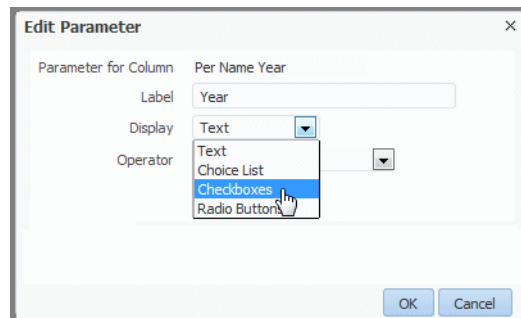 Edit Parameter
Parameter for Column Per Name Year
Label Year
Display Text
Operator
Text
Choice List
Checkboxes
Radio Buttons
OK Cancel